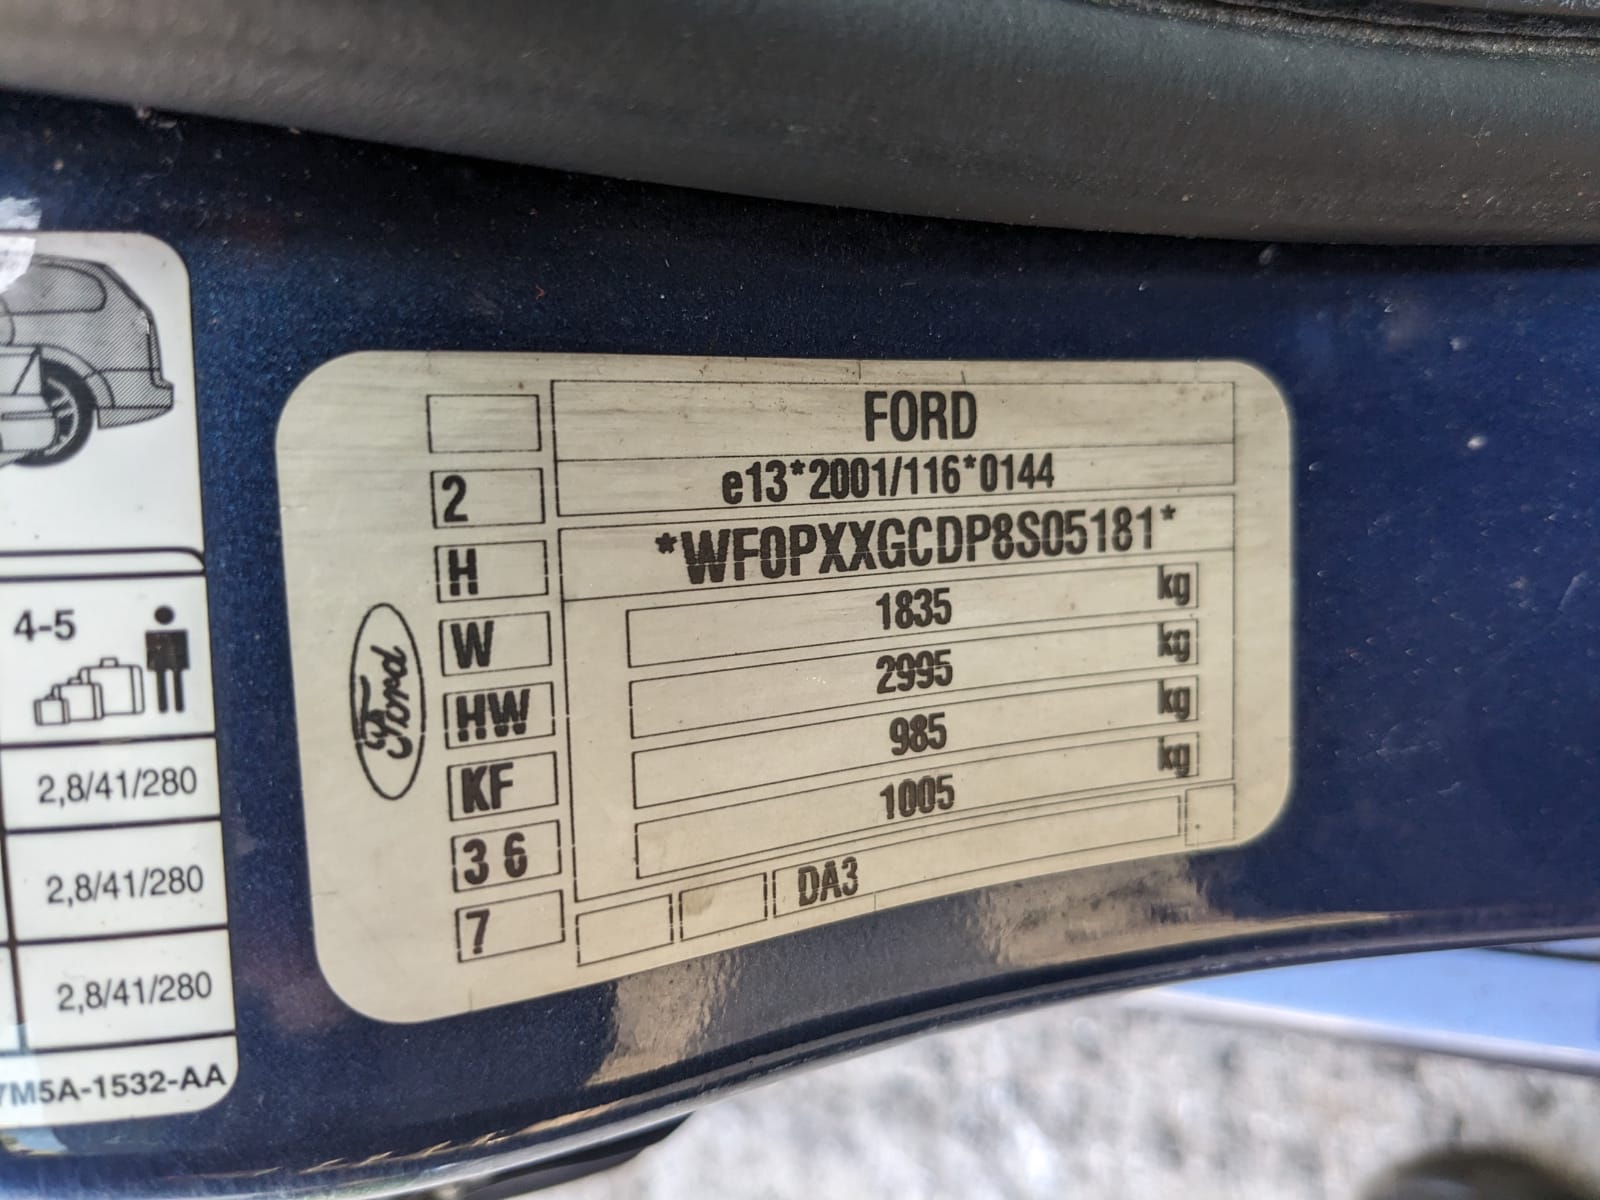 4-5
2,8/41/280
2,8/41/280
2,8/41/280
7M5A-1532-AA
Ford
FORD
2
e13*2001/116*0144
H
*WF0PXXGCDP8S05181*
W
1835 kg
HW
2995 kg
KF
985 kg
3 6
1005 kg
7
DA3